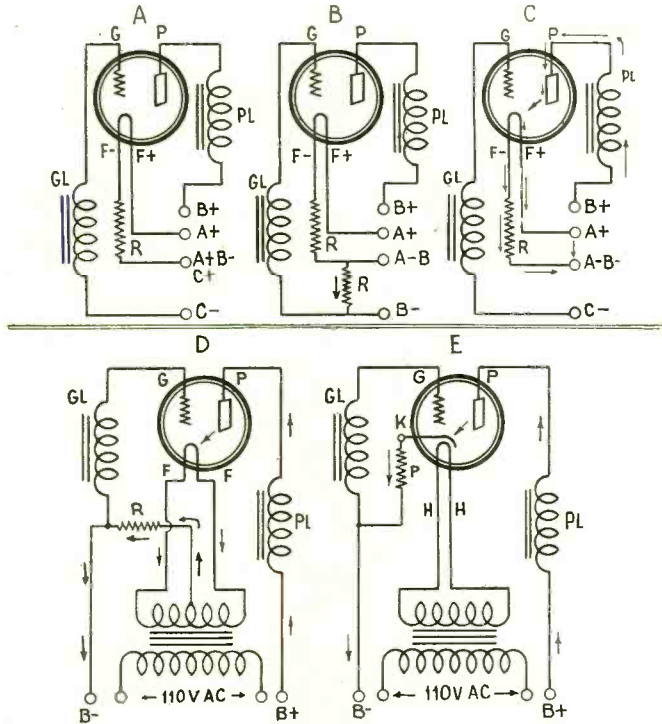 A
G P
GL
F- F+
PL
R
B+
A+
A+B-
C+
C-
B
G P
GL
F- F+
PL
R
B+
A+
A-B
R
B-
C
G P
GL
F- F+
PL
R
B+
A+
A-B-
C-
D
G P
GL
F F
R
PL
B- 110V AC B+
E
G P
GL
K
P
H H
PL
B- 110V AC B+